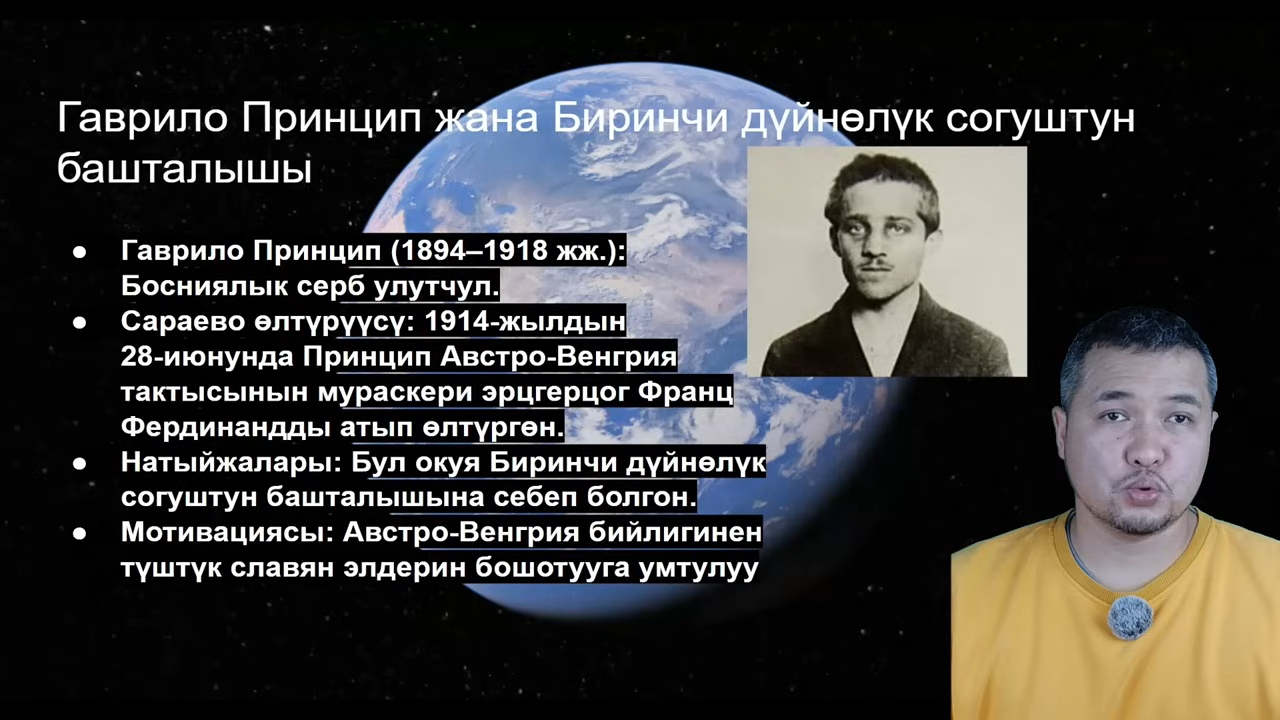 Гаврило Принцип жана Биринчи дүйнөлүк согуштун
башталышы
● Гаврило Принцип (1894–1918 жж.):
Босниялык серб улутчул.
● Сараево өлтүрүүсү: 1914-жылдын
28-июнунда Принцип Австро-Венгрия
тактысынын мураскери эрцгерцог Франц
Фердинандды атып өлтүргөн.
● Натыйжалары: Бул окуя Биринчи дүйнөлүк
согуштун башталышына себеп болгон.
● Мотивациясы: Австро-Венгрия бийлигинен
түштүк славян элдерин бошотууга умтулуу